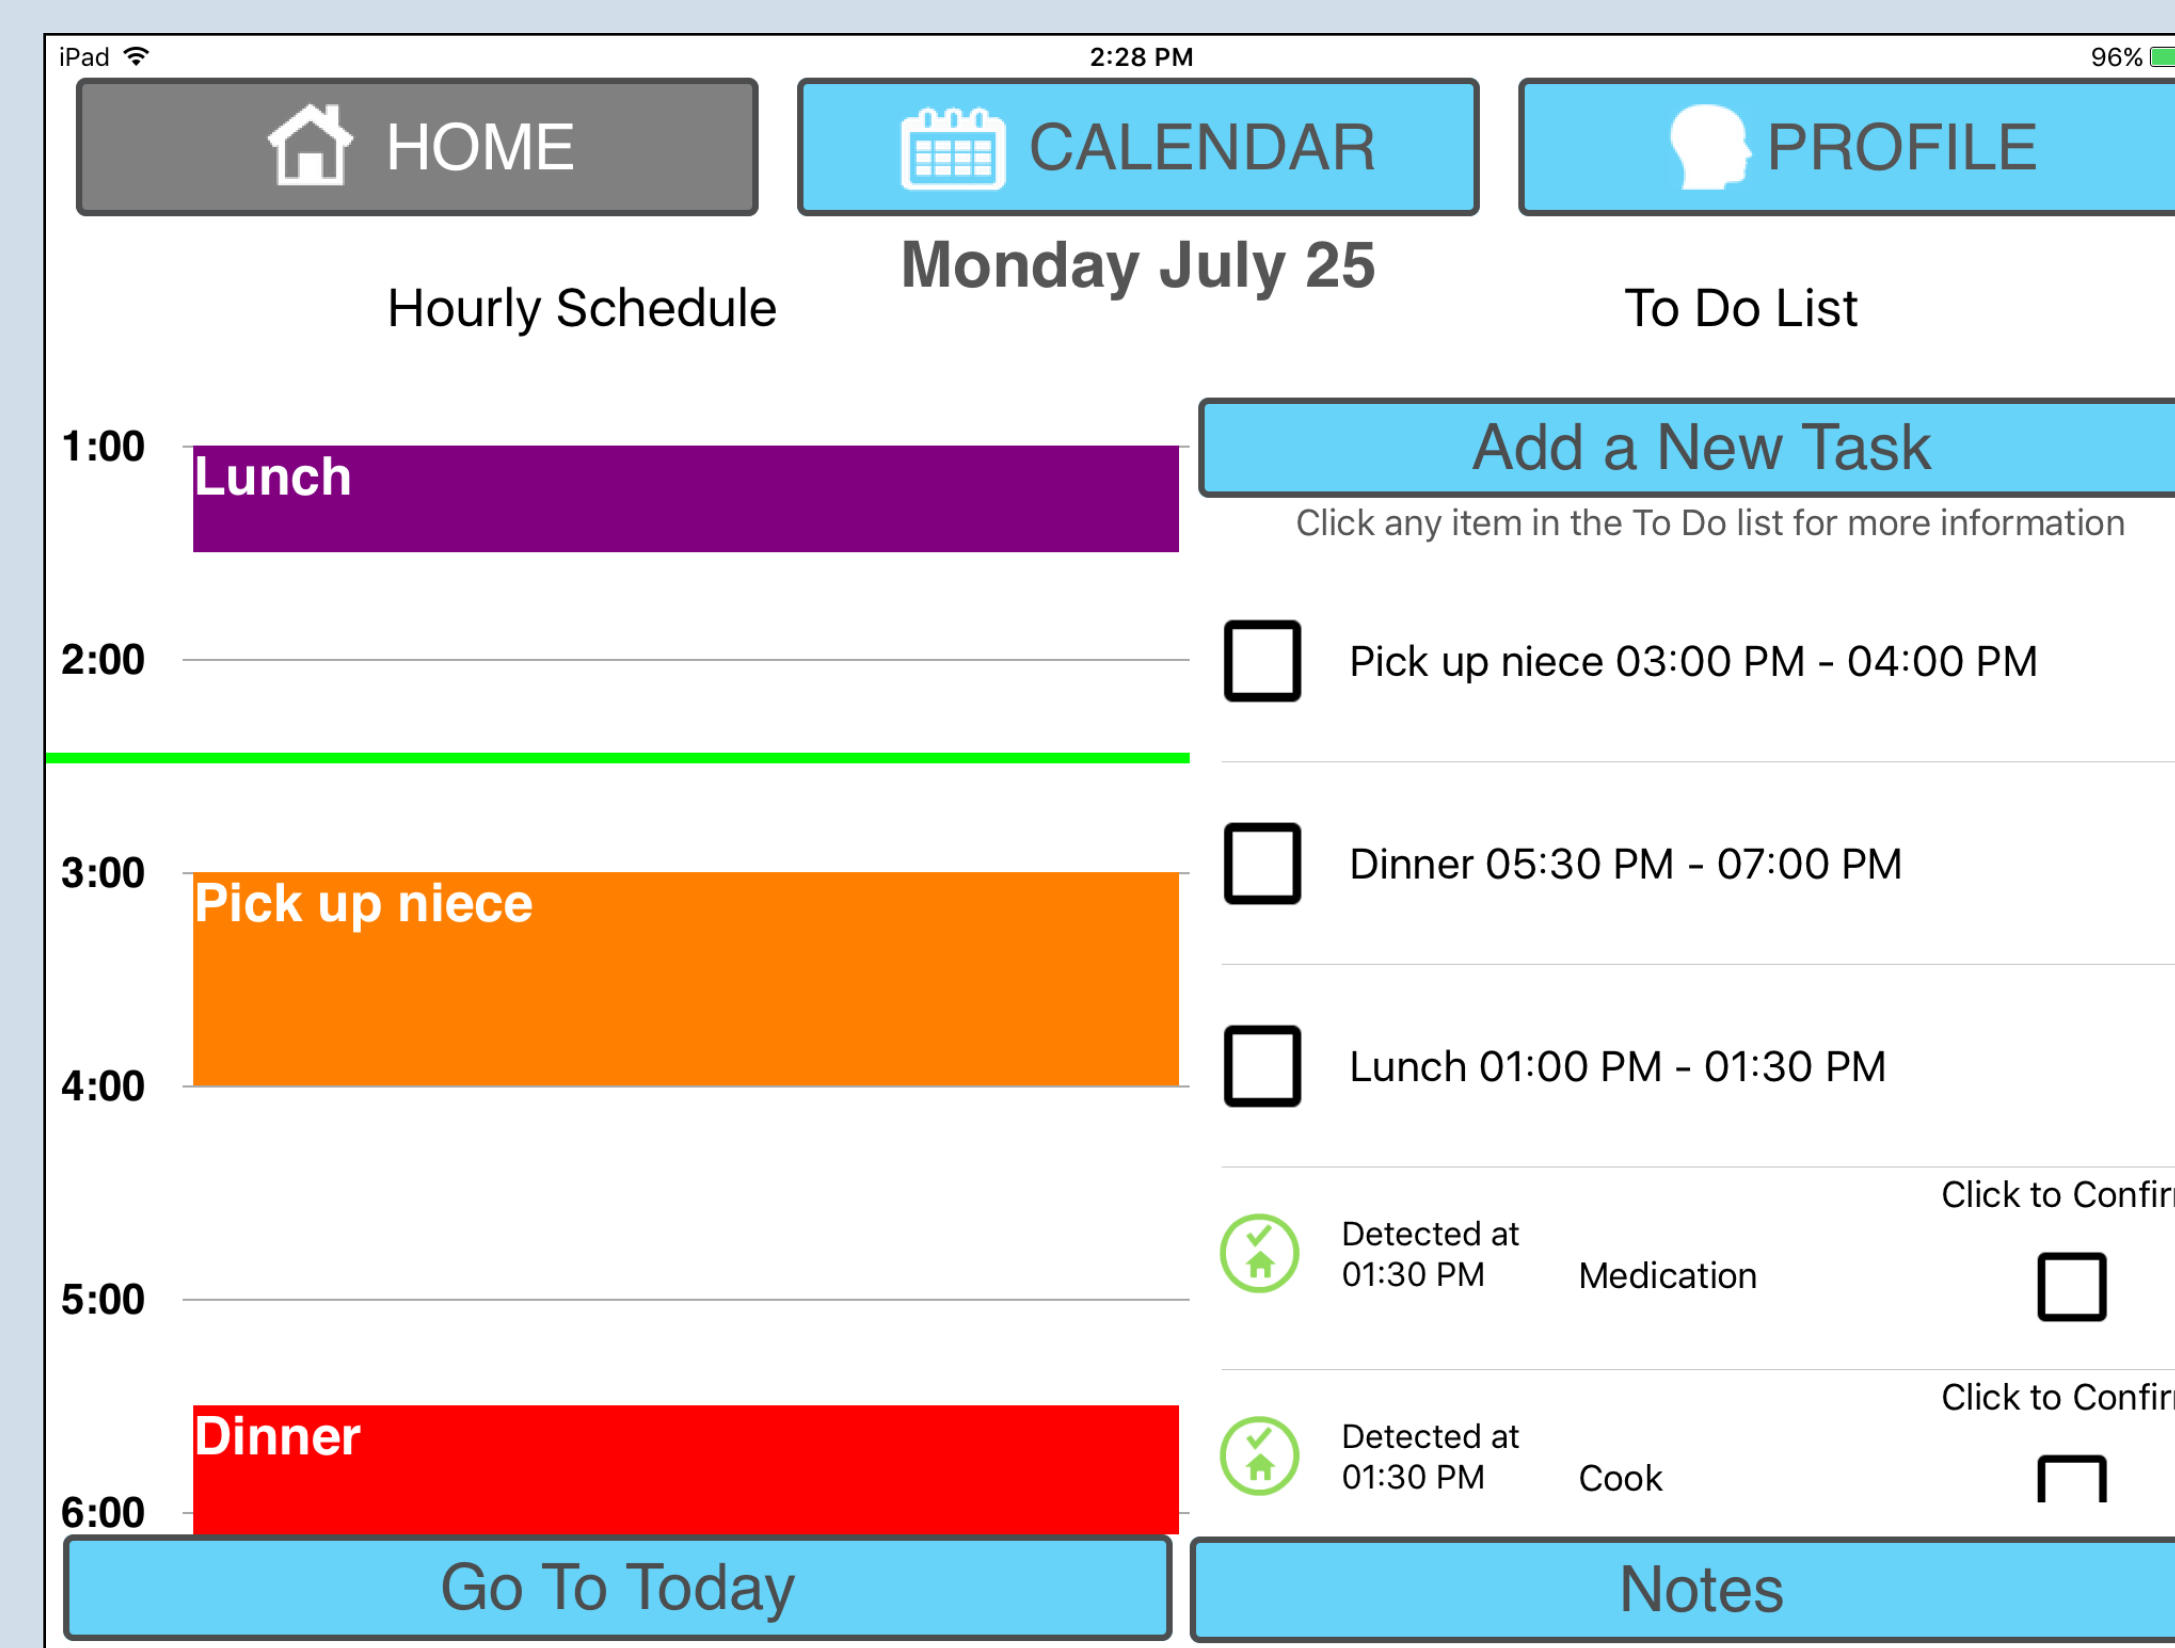 iPad
2:28 PM
96%
HOME
CALENDAR
PROFILE
Monday July 25
Hourly Schedule
To Do List
1:00
Lunch
2:00
3:00
Pick up niece
4:00
5:00
Dinner
6:00
Go To Today
Add a New Task
Click any item in the To Do list for more information
Pick up niece 03:00 PM - 04:00 PM
Dinner 05:30 PM - 07:00 PM
Lunch 01:00 PM - 01:30 PM
Click to
Detected at
01:30 PM
Medication
Click to
Detected at
01:30 PM
Cook
Notes